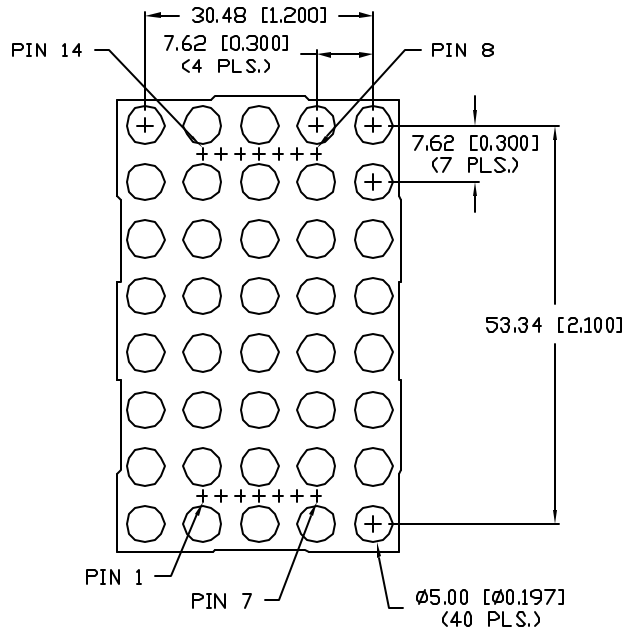 30.48 [1.200]
7.62 [0.300]
(4 PLS.)
PIN 14
PIN 8
7.62 [0.300]
(7 PLS.)
53.34 [2.100]
PIN 1
PIN 7
Ø5.00 [Ø0.197]
(40 PLS.)